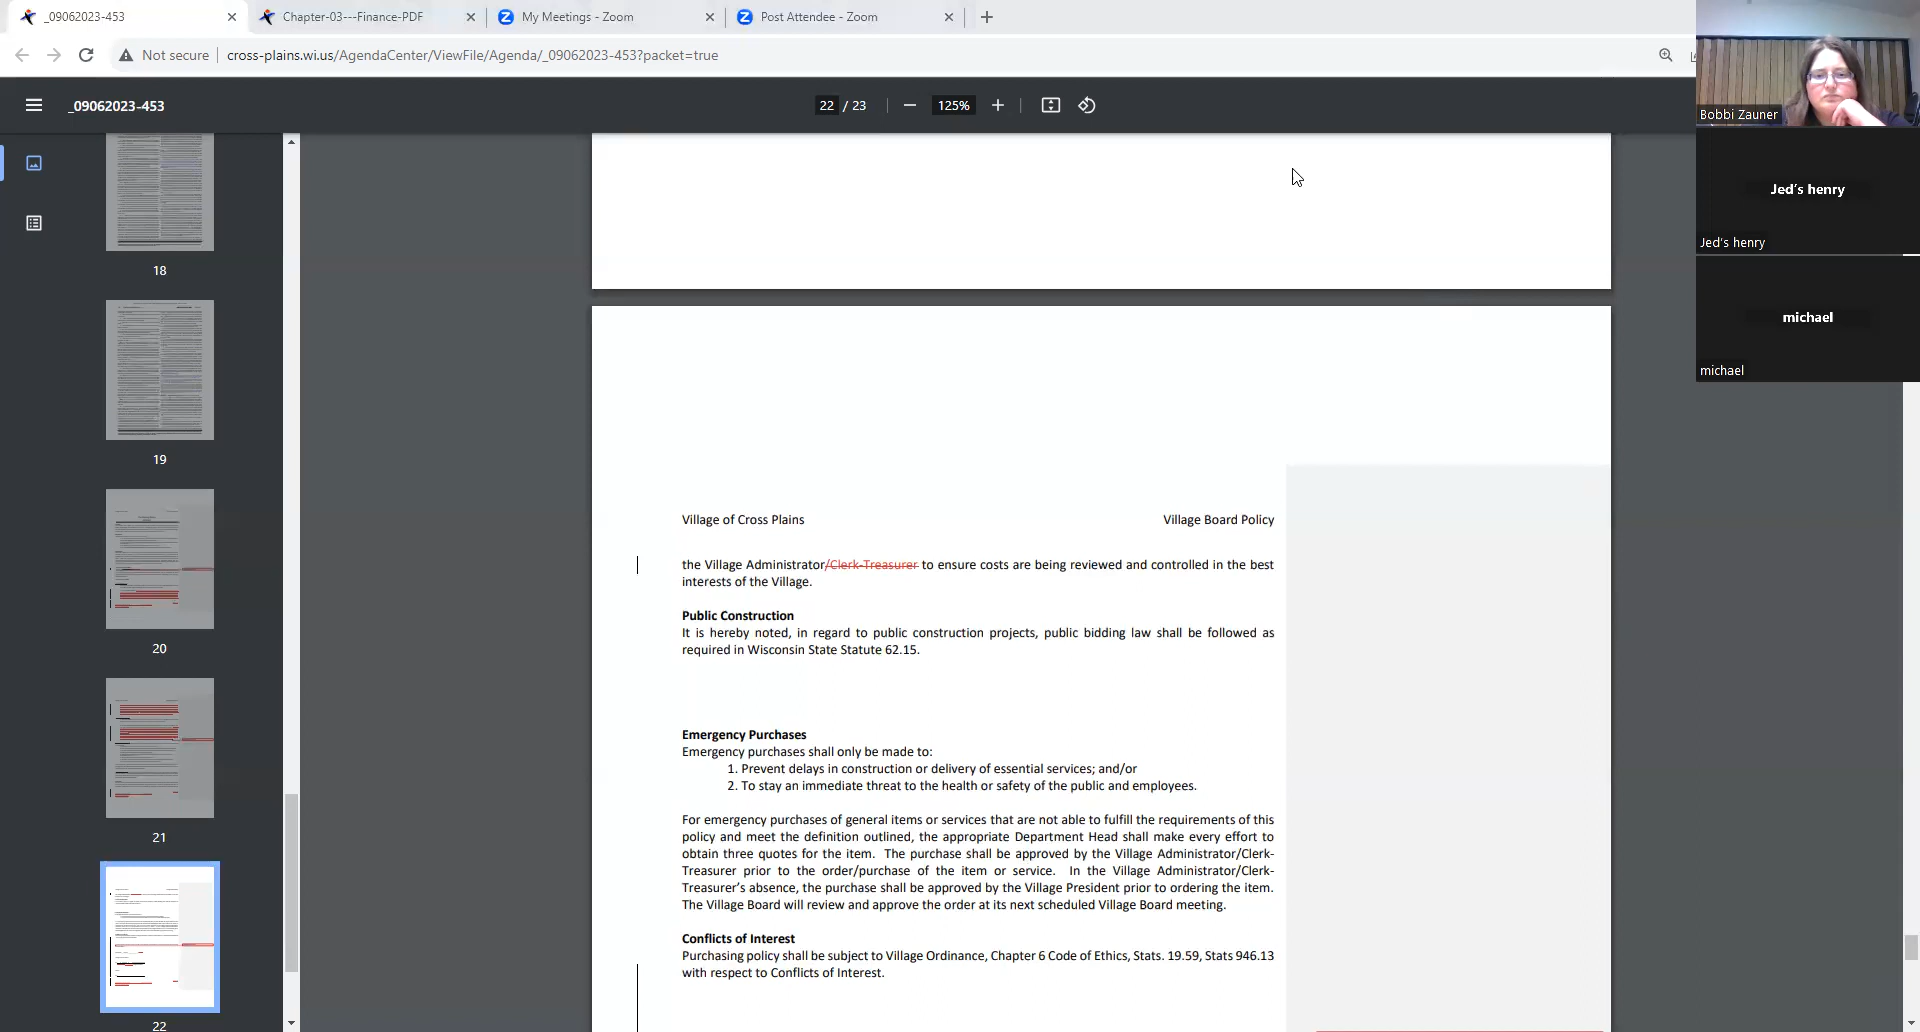 _09062023-453
Chapter-03---Finance-PDF
My Meetings - Zoom
Post Attendee - Zoom
Not secure
cross-plains.wi.us/AgendaCenter/ViewFile/Agenda/_09062023-453?packet=true
_09062023-453
22 / 23
125%
Bobbi Zauner
Jed's henry
Jed's henry
michael
michael
18
19
20
21
22
Village of Cross Plains
Village Board Policy
the Village Administrator/Clerk-Treasurer to ensure costs are being reviewed and controlled in the best
interests of the Village.
Public Construction
It is hereby noted, in regard to public construction projects, public bidding law shall be followed as
required in Wisconsin State Statute 62.15.
Emergency Purchases
Emergency purchases shall only be made to:
1. Prevent delays in construction or delivery of essential services; and/or
2. To stay an immediate threat to the health or safety of the public and employees.
For emergency purchases of general items or services that are not able to fulfill the requirements of this
policy and meet the definition outlined, the appropriate Department Head shall make every effort to
obtain three quotes for the item. The purchase shall be approved by the Village Administrator/Clerk-
Treasurer prior to the order/purchase of the item or service. In the Village Administrator/Clerk-
Treasurer's absence, the purchase shall be approved by the Village President prior to ordering the item.
The Village Board will review and approve the order at its next scheduled Village Board meeting.
Conflicts of Interest
Purchasing policy shall be subject to Village Ordinance, Chapter 6 Code of Ethics, Stats. 19.59, Stats 946.13
with respect to Conflicts of Interest.